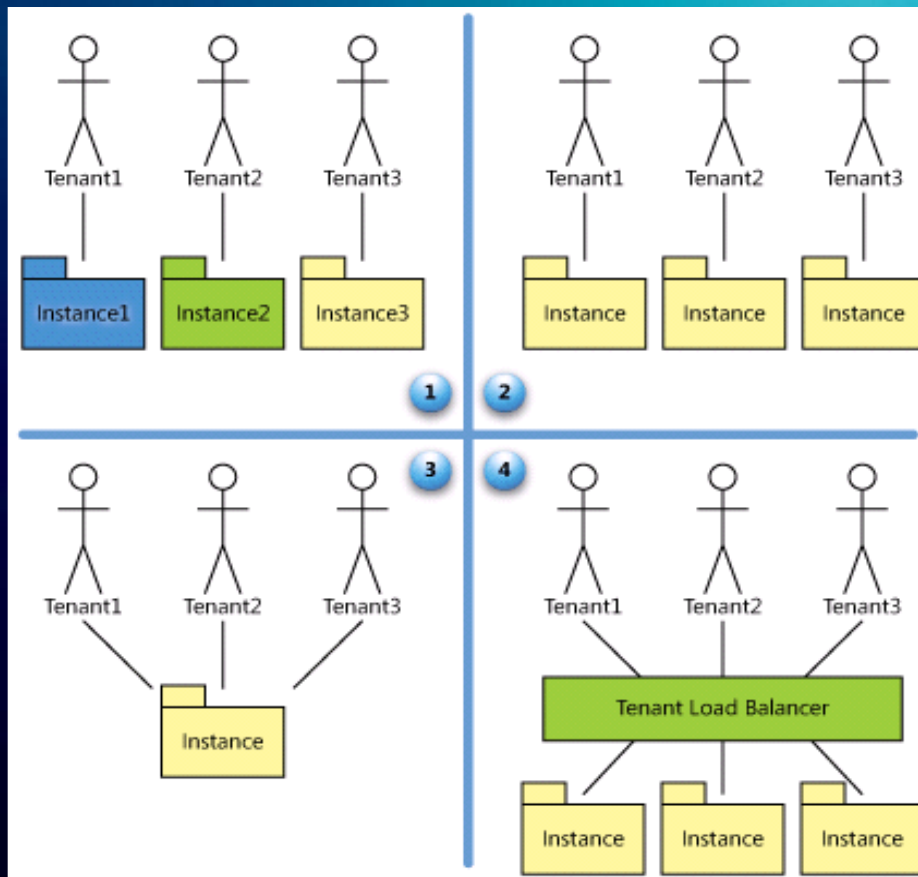 Tenant1 Tenant2 Tenant3
Instance1 Instance2 Instance3
1
Tenant1 Tenant2 Tenant3
Instance Instance Instance
2
3
Tenant1 Tenant2 Tenant3
Instance
4
Tenant1 Tenant2 Tenant3
Tenant Load Balancer
Instance Instance Instance